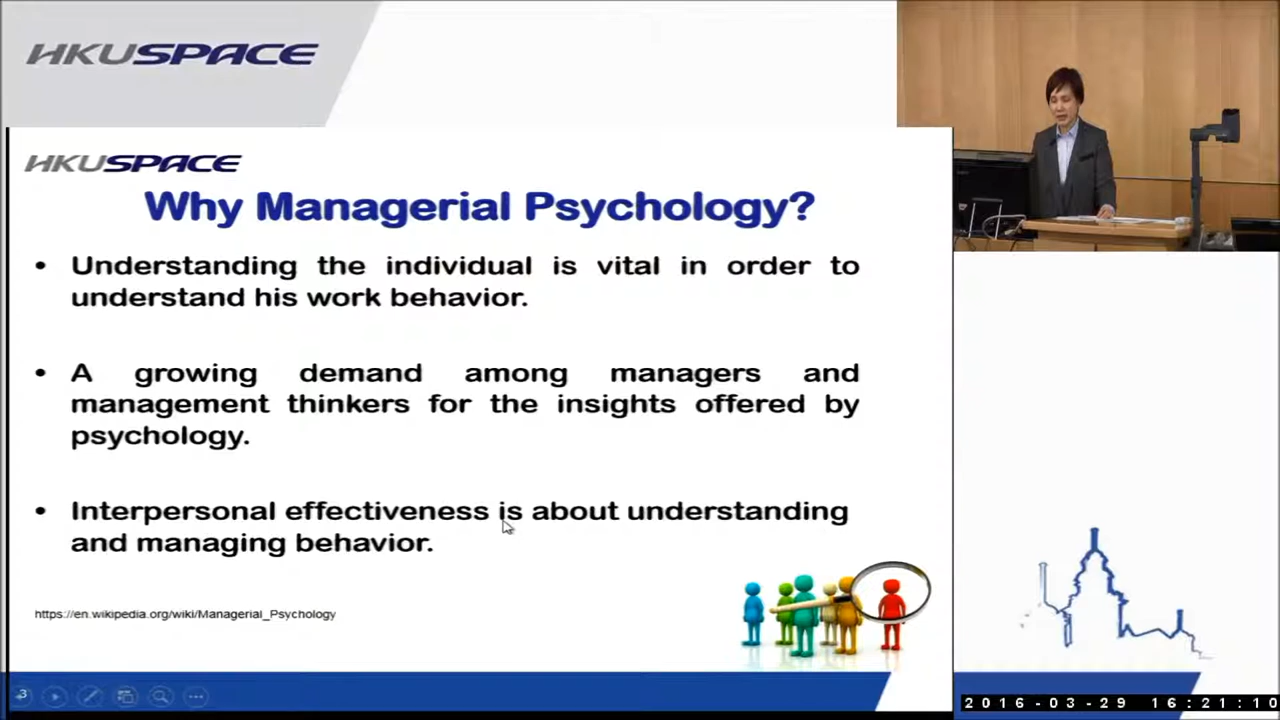 HKUSPACE
HKUSPACE
Why Managerial Psychology?
• Understanding the individual is vital in order to
understand his work behavior.
• A growing demand among managers and
management thinkers for the insights offered by
psychology.
• Interpersonal effectiveness is about understanding
and managing behavior.
https://en.wikipedia.org/wiki/Managerial_Psychology
3
2016-03-29 16:21:10